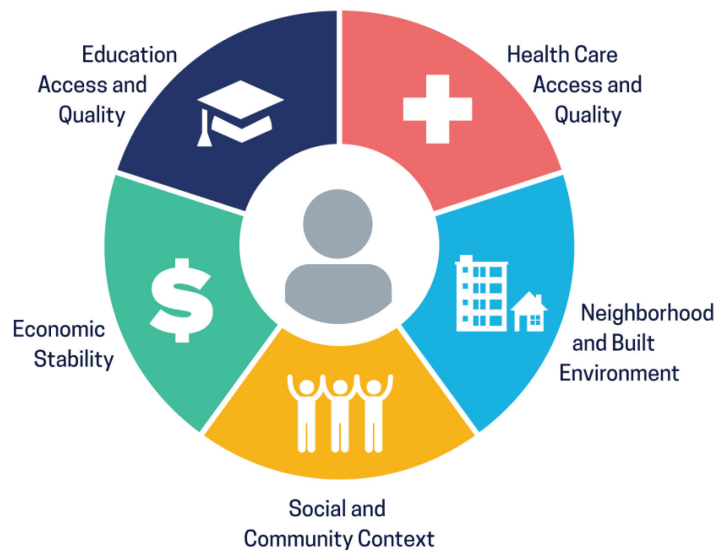 Education
Access and
Quality
Health Care
Access and
Quality
Economic
Stability
$
Neighborhood
and Built
Environment
Social and
Community Context